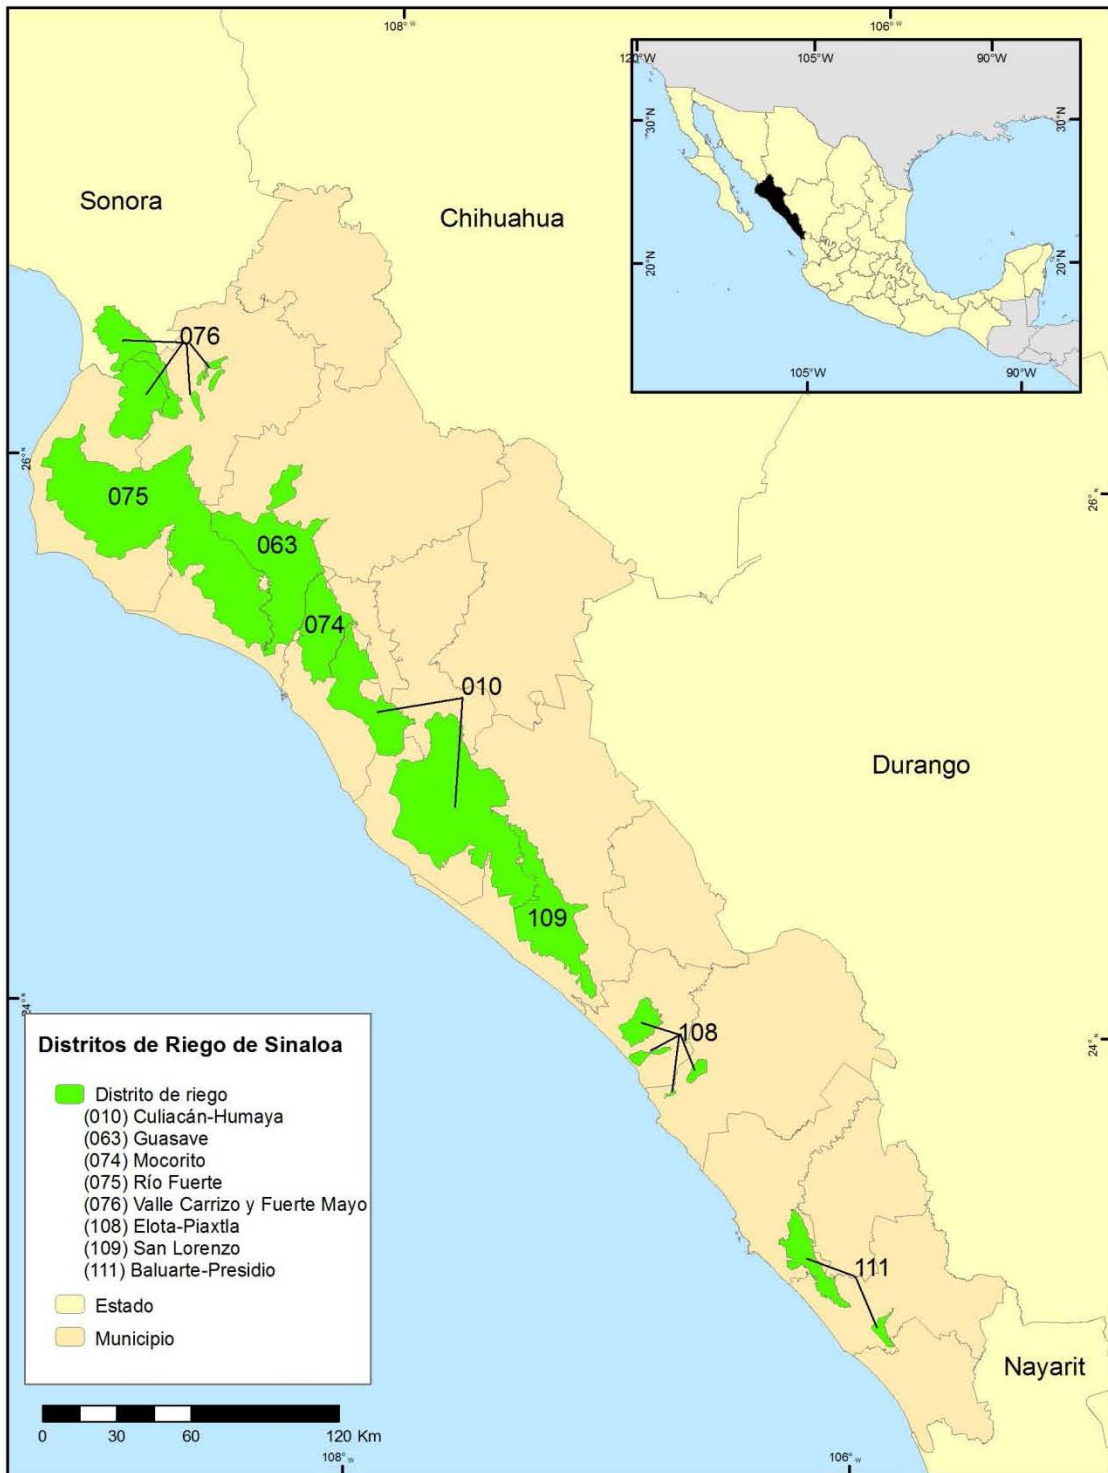 108° W
106° W
120°W
105°W
90°W
30°N
30°N
20°N
20°N
105°W
90°W
Sonora
Chihuahua
076
26° N
26° N
075
063
074
010
Durango
109
24° N
24° N
108
111
Nayarit
Distritos de Riego de Sinaloa
Distrito de riego
(010) Culiacán-Humaya
(063) Guasave
(074) Mocorito
(075) Río Fuerte
(076) Valle Carrizo y Fuerte Mayo
(108) Elota-Piaxtla
(109) San Lorenzo
(111) Baluarte-Presidio
Estado
Municipio
0 30 60 120 Km
108° W
106° W